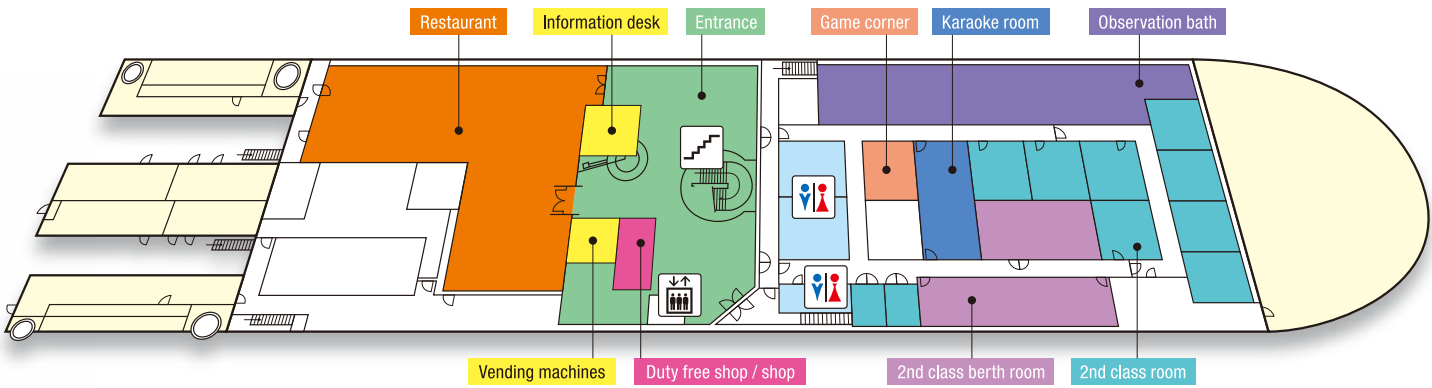 Restaurant
Information desk
Entrance
Game corner
Karaoke room
Observation bath
Vending machines
Duty free shop / shop
2nd class berth room
2nd class room